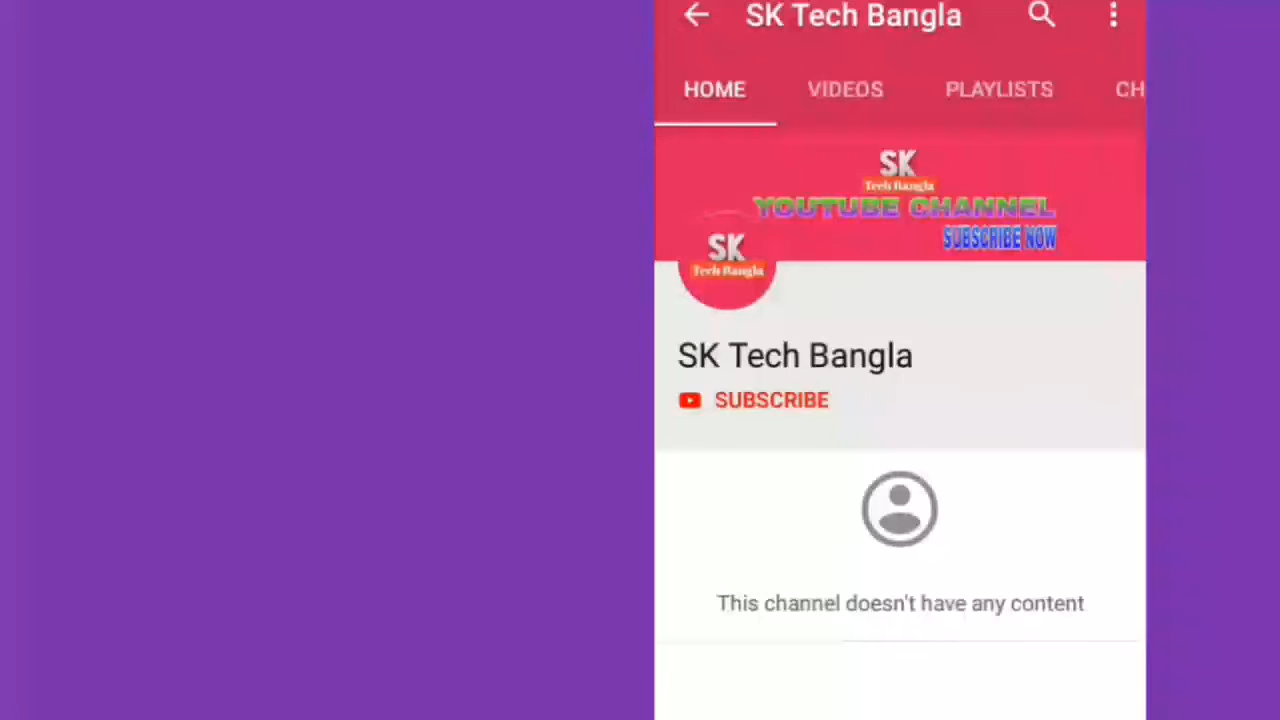 SK Tech Bangla
HOME VIDEOS PLAYLISTS CH
SK
Tech Bangla
YOUTUBE CHANNEL
SUBSCRIBE NOW
SK
Tech Bangla
SK Tech Bangla
SUBSCRIBE
This channel doesn't have any content